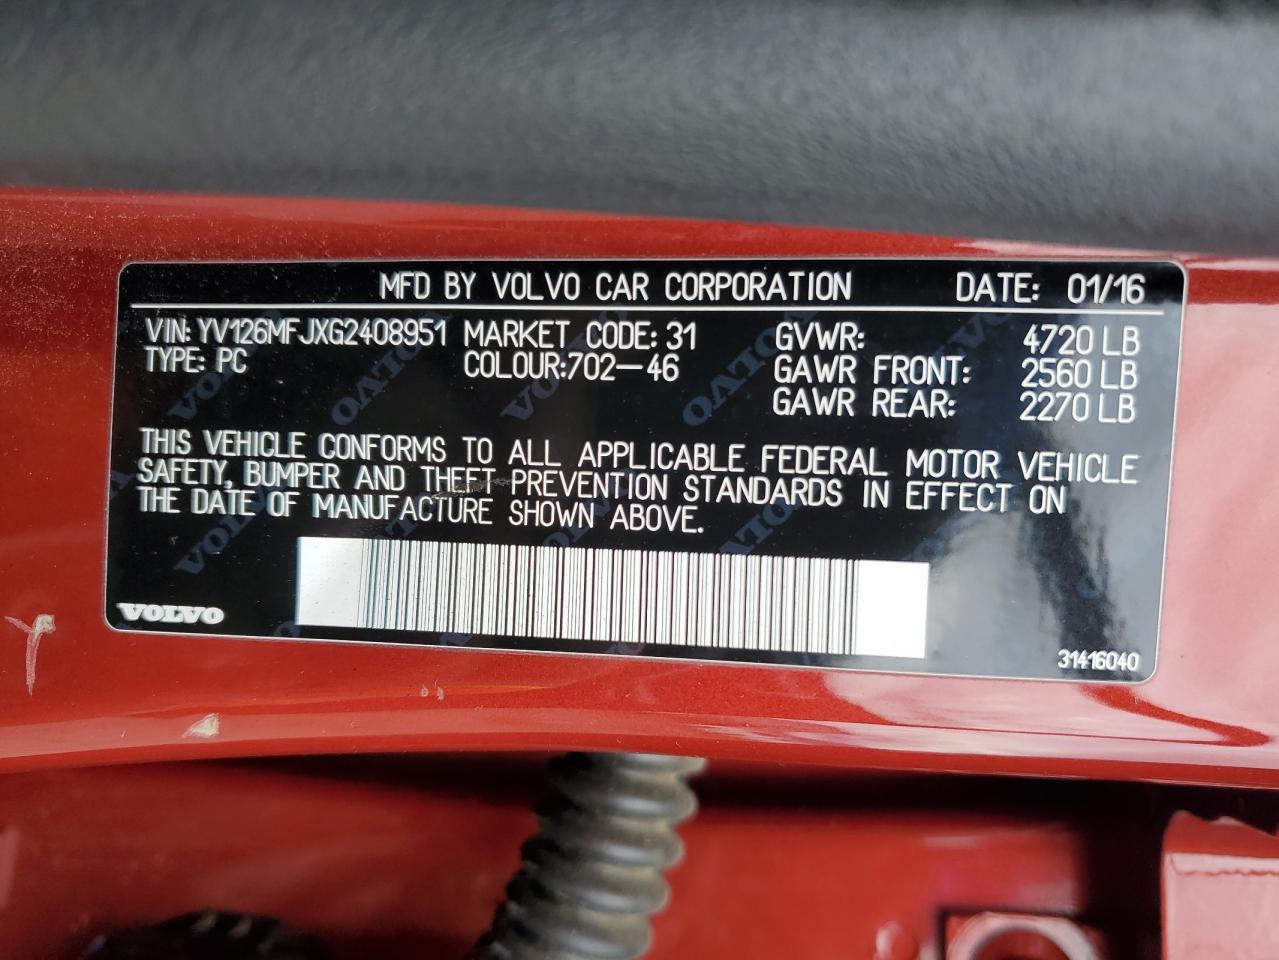 MFD BY VOLVO CAR CORPORATION DATE: 01/16
VIN: YV126MFJXG2408951 MARKET CODE: 31 GVWR: 4720 LB
TYPE: PC COLOUR:702-46 GAWR FRONT: 2560 LB
GAWR REAR: 2270 LB
THIS VEHICLE CONFORMS TO ALL APPLICABLE FEDERAL MOTOR VEHICLE
SAFETY, BUMPER AND THEFT PREVENTION STANDARDS IN EFFECT ON
THE DATE OF MANUFACTURE SHOWN ABOVE.
VOLVO
31416040